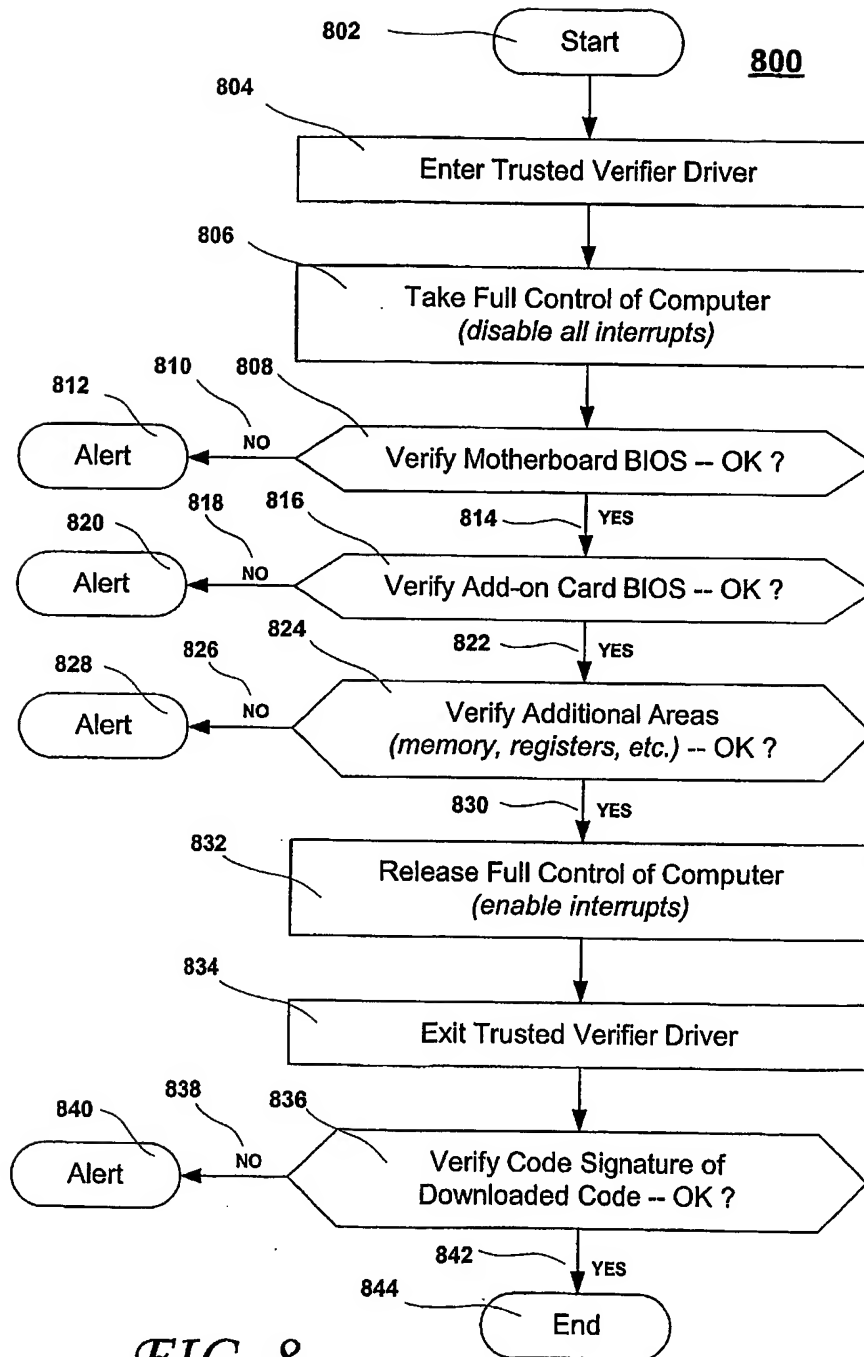 802
Start
800
804
Enter Trusted Verifier Driver
806
Take Full Control of Computer
(disable all interrupts)
812
810
808
Alert
NO
Verify Motherboard BIOS -- OK ?
814
YES
820
818
816
Alert
NO
Verify Add-on Card BIOS -- OK ?
822
YES
828
826
824
Alert
NO
Verify Additional Areas
(memory, registers, etc.) -- OK ?
830
YES
832
Release Full Control of Computer
(enable interrupts)
834
Exit Trusted Verifier Driver
840
838
836
Alert
NO
Verify Code Signature of
Downloaded Code -- OK ?
842
YES
844
End
FIG. 8